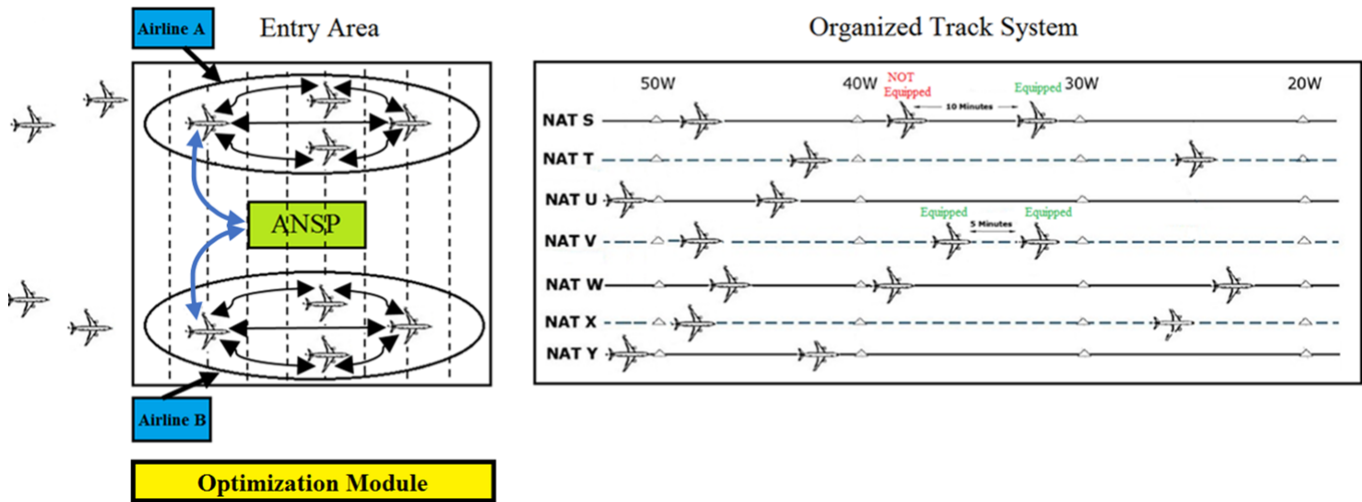 Airline A
Entry Area
ANSP
Airline B
Optimization Module
Organized Track System
50W 40W 30W 20W
NOT
Equipped
Equipped
10 Minutes
NAT S
NAT T
NAT U
Equipped
Equipped
5 Minutes
NAT V
NAT W
NAT X
NAT Y